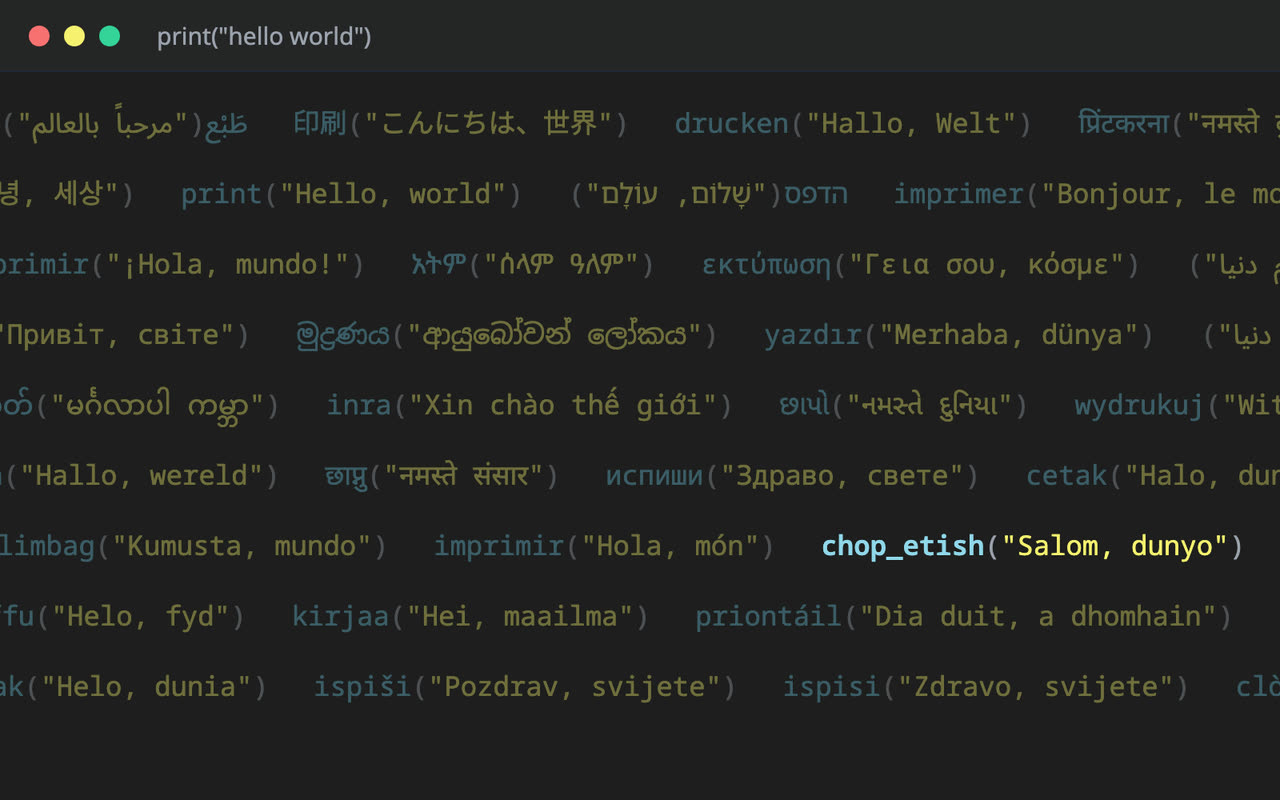 print("hello world")
("مرحباً بالعالم")طَبْع 印刷("こんにちは、世界") drucken("Hallo, Welt") प्रिंटकरना("नमस्ते
세상") print("Hello, world") ("שָׁלוֹם, עוֹלָם")הדפס imprimer("Bonjour, le mo
primir("¡Hola, mundo!") አትም("ሰላም ዓለም") εκτύπωση("Γεια σου, κόσμε") ("دنیا
"Привіт, світе") මුද්‍රණය("ආයුබෝවන් ලෝකය") yazdır("Merhaba, dünya") ("دنیا
("မင်္ဂလာပါ ကမ္ဘာ") inra("Xin chào thế giới") છાપો("નમસ્તે દુનિયા") wydrukuj("Wit
("Hallo, wereld") छाप्नु("नमस्ते संसार") испиши("Здраво, свете") cetak("Halo, dun
limbag("Kumusta, mundo") imprimir("Hola, món") chop_etish("Salom, dunyo")
ffu("Helo, fyd") kirjaa("Hei, maailma") priontáil("Dia duit, a dhomhain")
ak("Helo, dunia") ispiši("Pozdrav, svijete") ispisi("Zdravo, svijete") clò